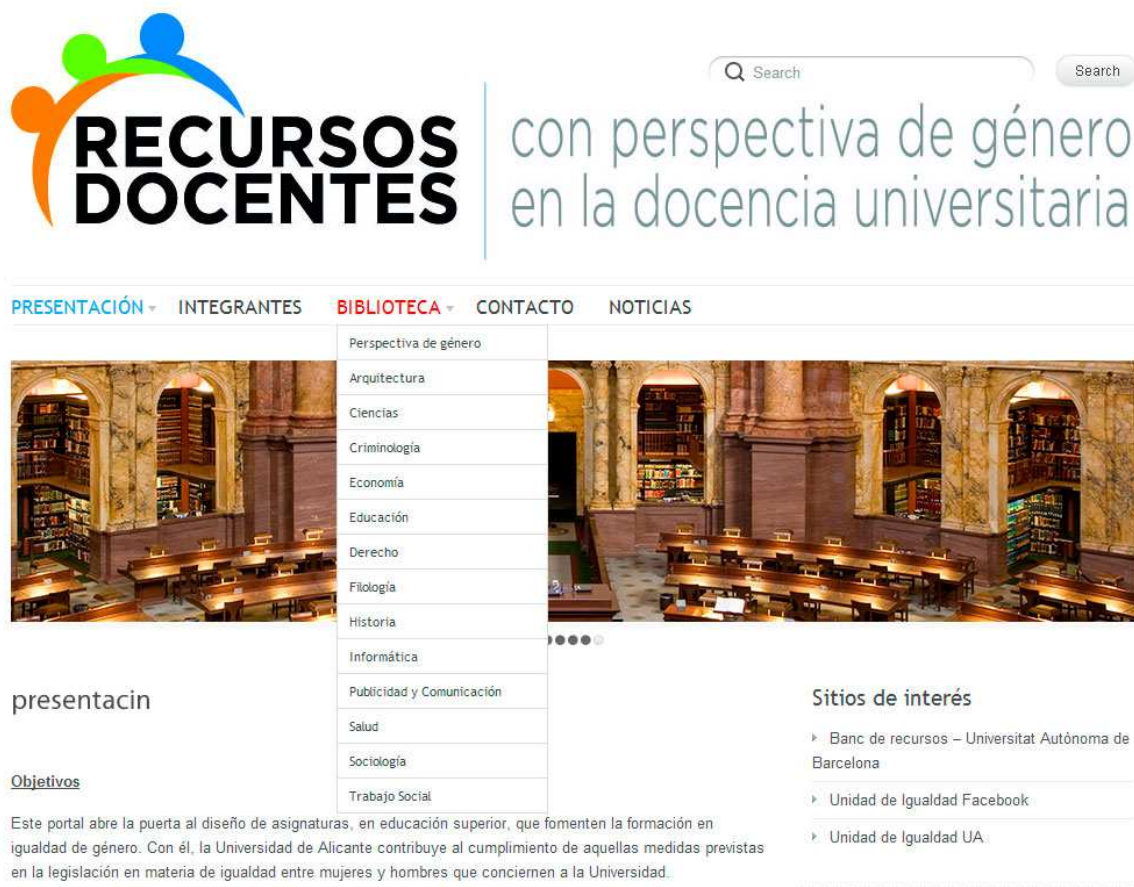 Search
Search
RECURSOS
DOCENTES
con perspectiva de género
en la docencia universitaria
PRESENTACIÓN INTEGRANTES BIBLIOTECA CONTACTO NOTICIAS
Perspectiva de género
Arquitectura
Ciencias
Criminología
Economía
Educación
Derecho
Filología
Historia
Informática
Publicidad y Comunicación
Salud
Sociología
Trabajo Social
presentacin
Objetivos
Este portal abre la puerta al diseño de asignaturas, en educación superior, que fomenten la formación en
igualdad de género. Con él, la Universidad de Alicante contribuye al cumplimiento de aquellas medidas previstas
en la legislación en materia de igualdad entre mujeres y hombres que conciernen a la Universidad.
Sitios de interés
Banc de recursos – Universitat Autònoma de
Barcelona
Unidad de Igualdad Facebook
Unidad de Igualdad UA